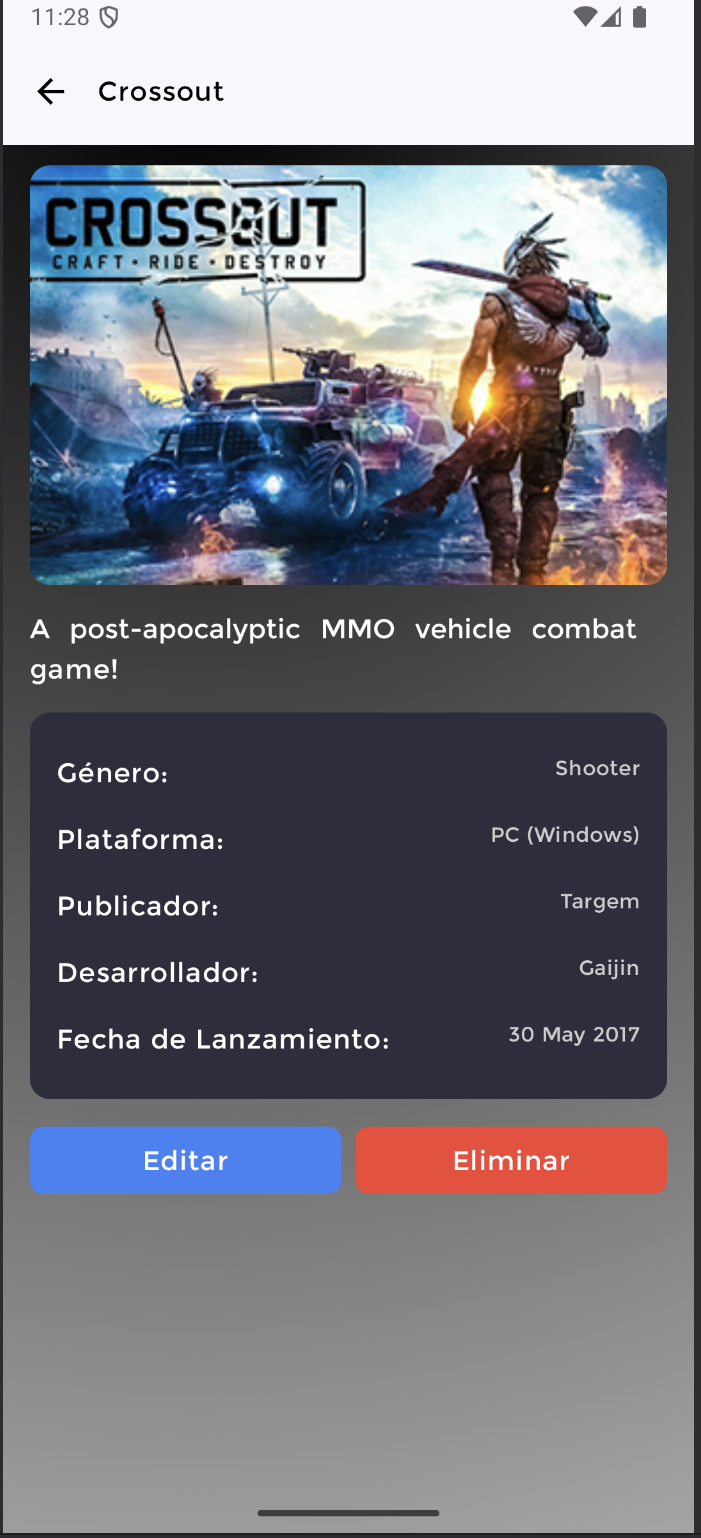 11:28
Crossout
CROSSOUT
CRAFT • RIDE • DESTROY
A post-apocalyptic MMO vehicle combat
game!
Género: Shooter
Plataforma: PC (Windows)
Publicador: Targem
Desarrollador: Gaijin
Fecha de Lanzamiento: 30 May 2017
Editar Eliminar